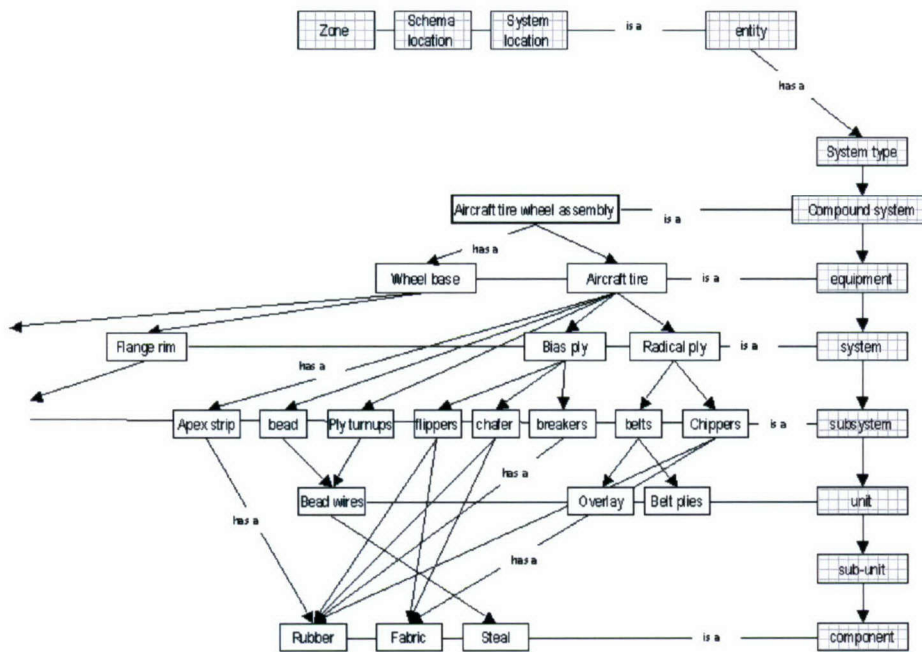 Zone
Schema
location
System
location
is a
entity
has a
System type
Aircraft tire wheel assembly
is a
Compound system
has a
Wheel base
Aircraft tire
is a
equipment
Flange rim
Bias ply
Radical ply
is a
system
has a
Apex strip
bead
Ply turnups
flippers
chafer
breakers
belts
Chippers
is a
subsystem
has a
Bead wires
Overlay
Belt plies
unit
has a
has a
sub-unit
Rubber
Fabric
Steal
is a
component